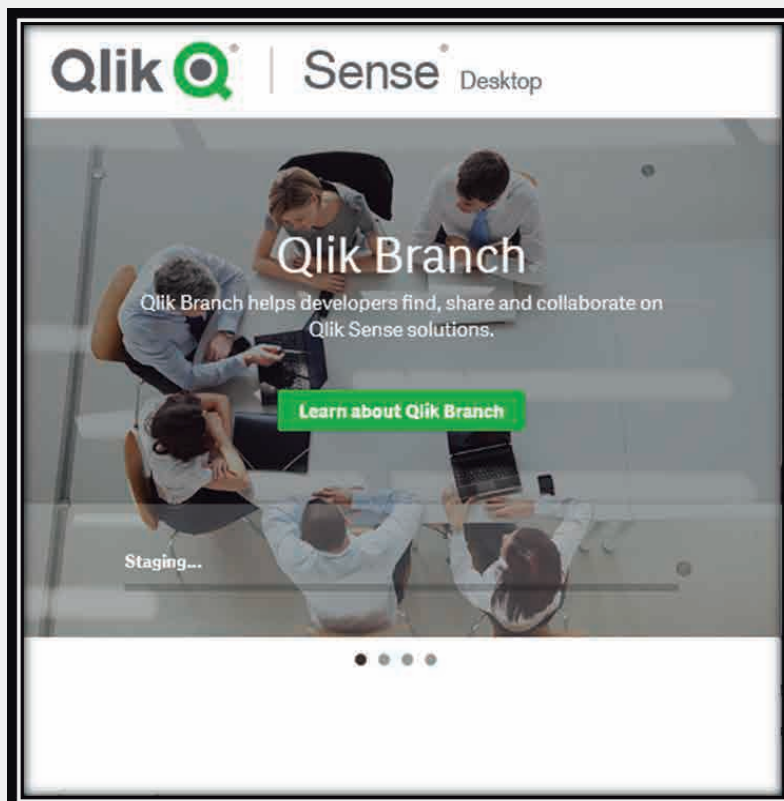 Qlik
Sense Desktop
Qlik Branch
Qlik Branch helps developers find, share and collaborate on
Qlik Sense solutions.
Learn about Qlik Branch
Staging...